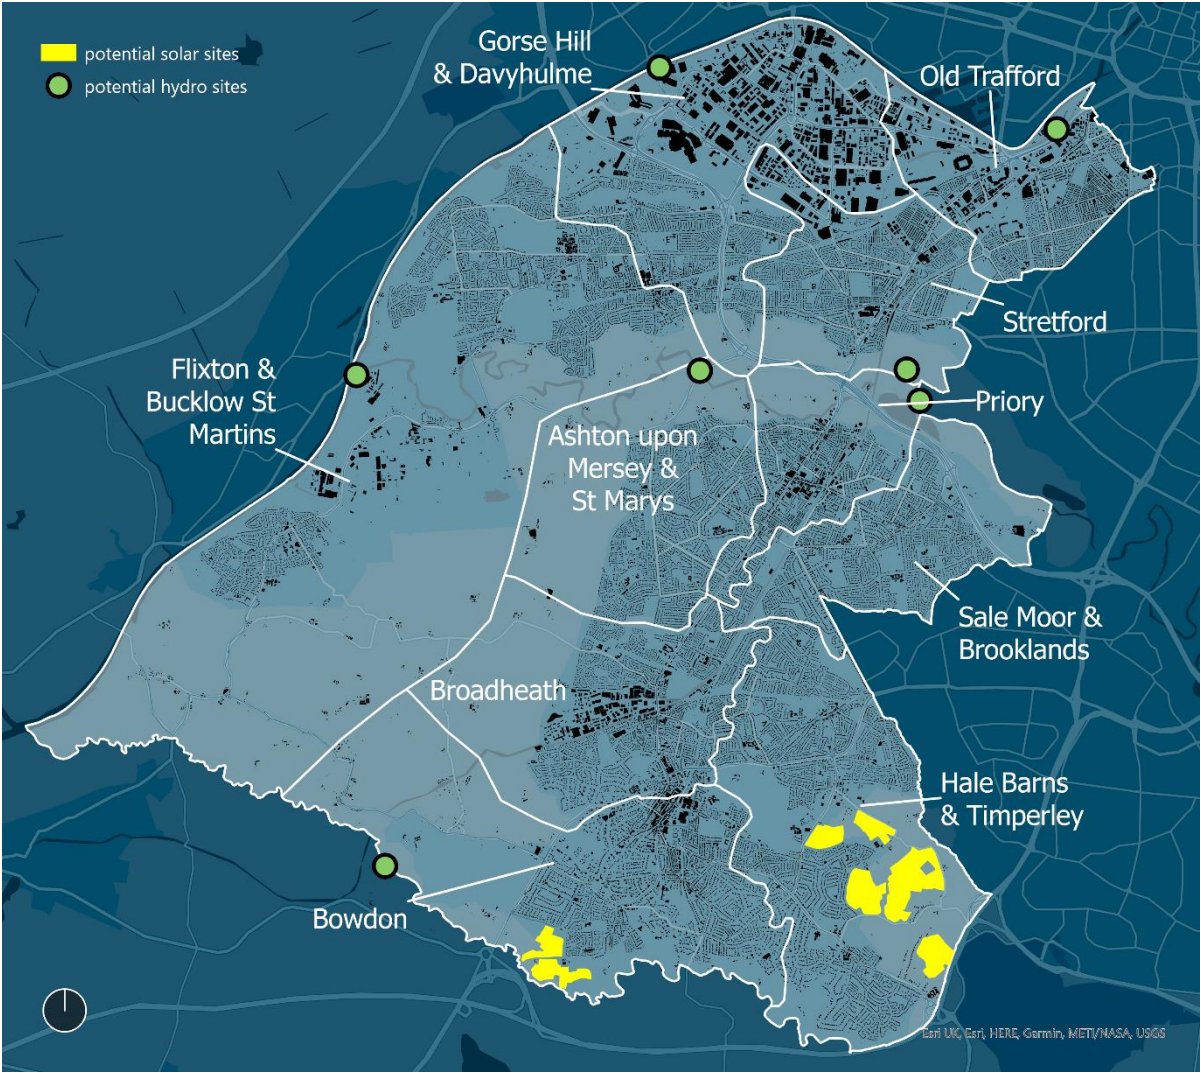 potential solar sites
potential hydro sites
Gorse Hill
& Davyhulme
Old Trafford
Stretford
Flixton &
Bucklow St
Martins
Priory
Ashton upon
Mersey &
St Marys
Sale Moor &
Brooklands
Broadheath
Hale Barns
& Timperley
Bowdon
Esri UK, Esri, HERE, Garmin, METI/NASA, USGS